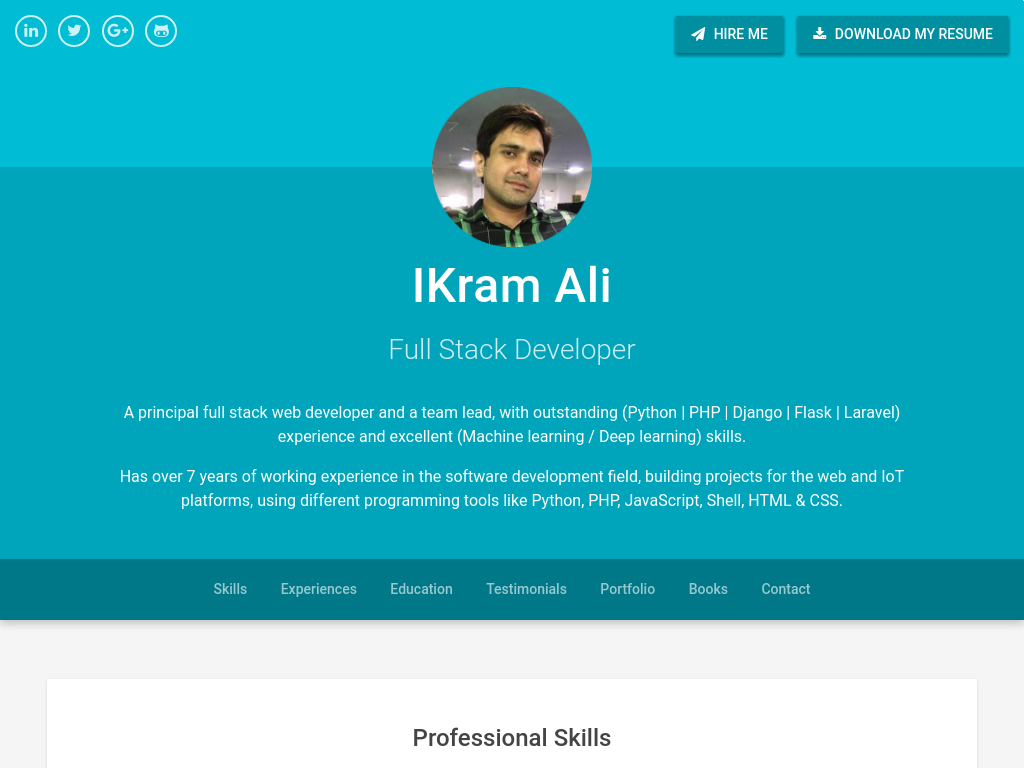 HIRE ME
DOWNLOAD MY RESUME
IKram Ali
Full Stack Developer
A principal full stack web developer and a team lead, with outstanding (Python | PHP | Django | Flask | Laravel)
experience and excellent (Machine learning / Deep learning) skills.
Has over 7 years of working experience in the software development field, building projects for the web and IoT
platforms, using different programming tools like Python, PHP, JavaScript, Shell, HTML & CSS.
Skills Experiences Education Testimonials Portfolio Books Contact
Professional Skills